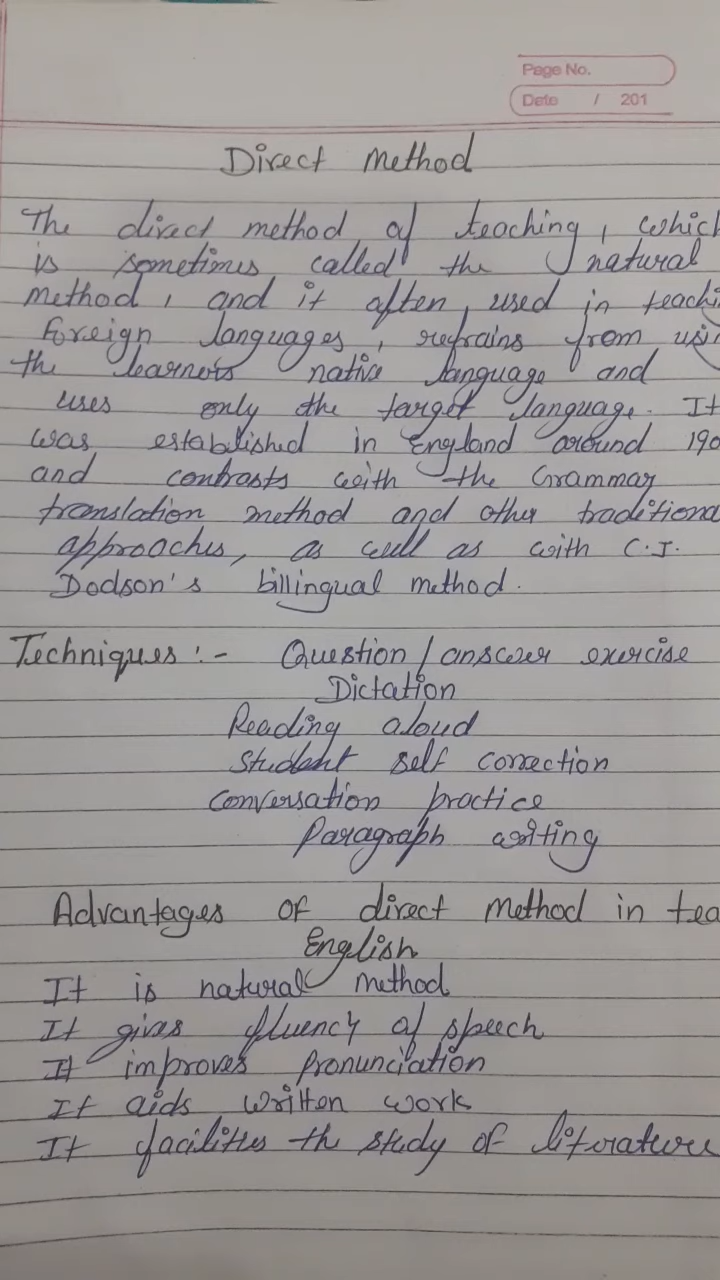 Page No.
Date / 201
Direct Method
The direct method of teaching, which
is sometimes called the natural
method, and it often used in teachi
foreign languages, refrains from usi
the learners native language and
uses only the target language. It
was established in England around 190
and contrasts with the Grammar
translation method and other traditiona
approaches, as well as with C.J.
Dodson's billingual method.
Techniques :- Question/answer exercise
Dictation
Reading aloud
Student self correction
Conversation practice
Paragraph writing
Advantages of direct method in tea
English
It is natural method
It gives fluency of speech
It improves pronunciation
It aids written work
It facilittes the study of literature